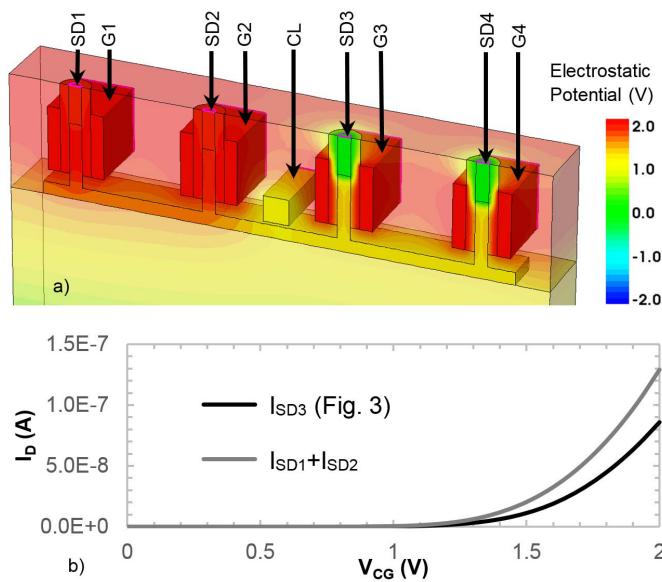 SD1
G1
SD2
G2
CL
SD3
G3
SD4
G4
Electrostatic
Potential (V)
2.0
1.0
0.0
-1.0
-2.0
a)
1.5E-7
1.0E-7
5.0E-8
0.0E+0
I_D (A)
I_SD3 (Fig. 3)
I_SD1+I_SD2
0
0.5
1
1.5
2
V_CG (V)
b)